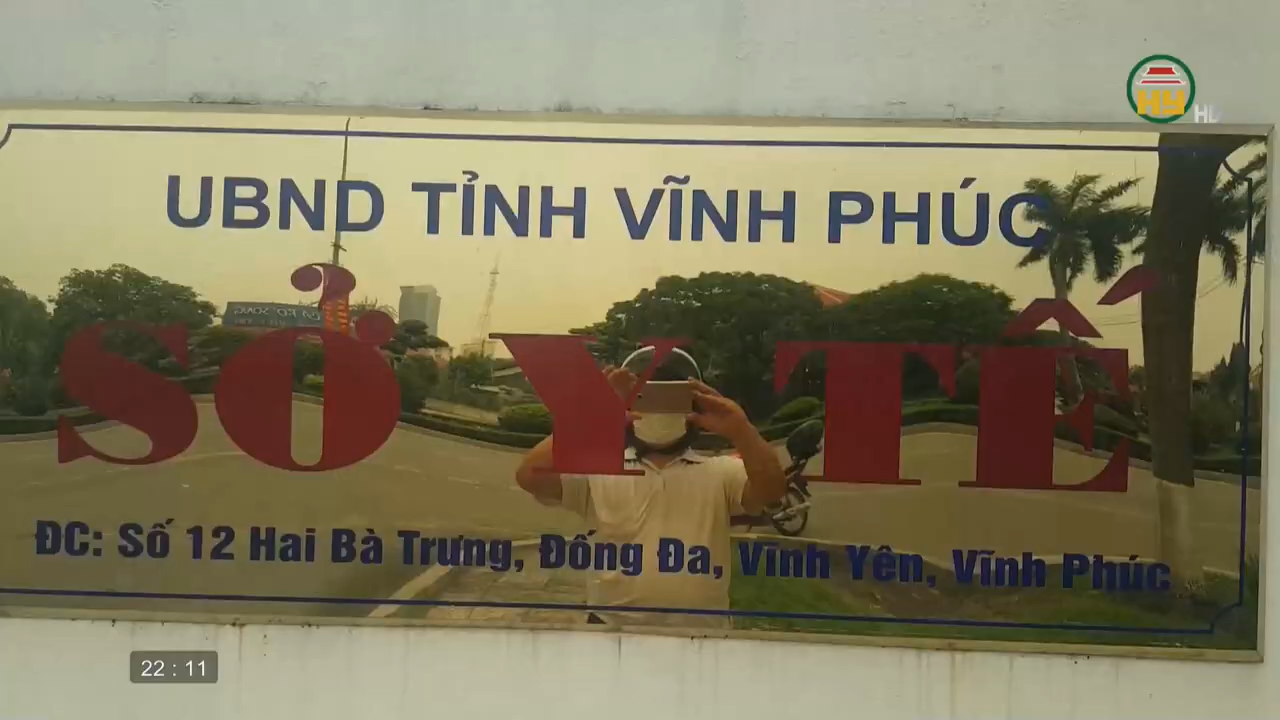 HY
UBND TỈNH VĨNH PHÚC
SỞ Y TẾ
ĐC: Số 12 Hai Bà Trưng, Đống Đa, Vĩnh Yên, Vĩnh Phúc
22 : 11